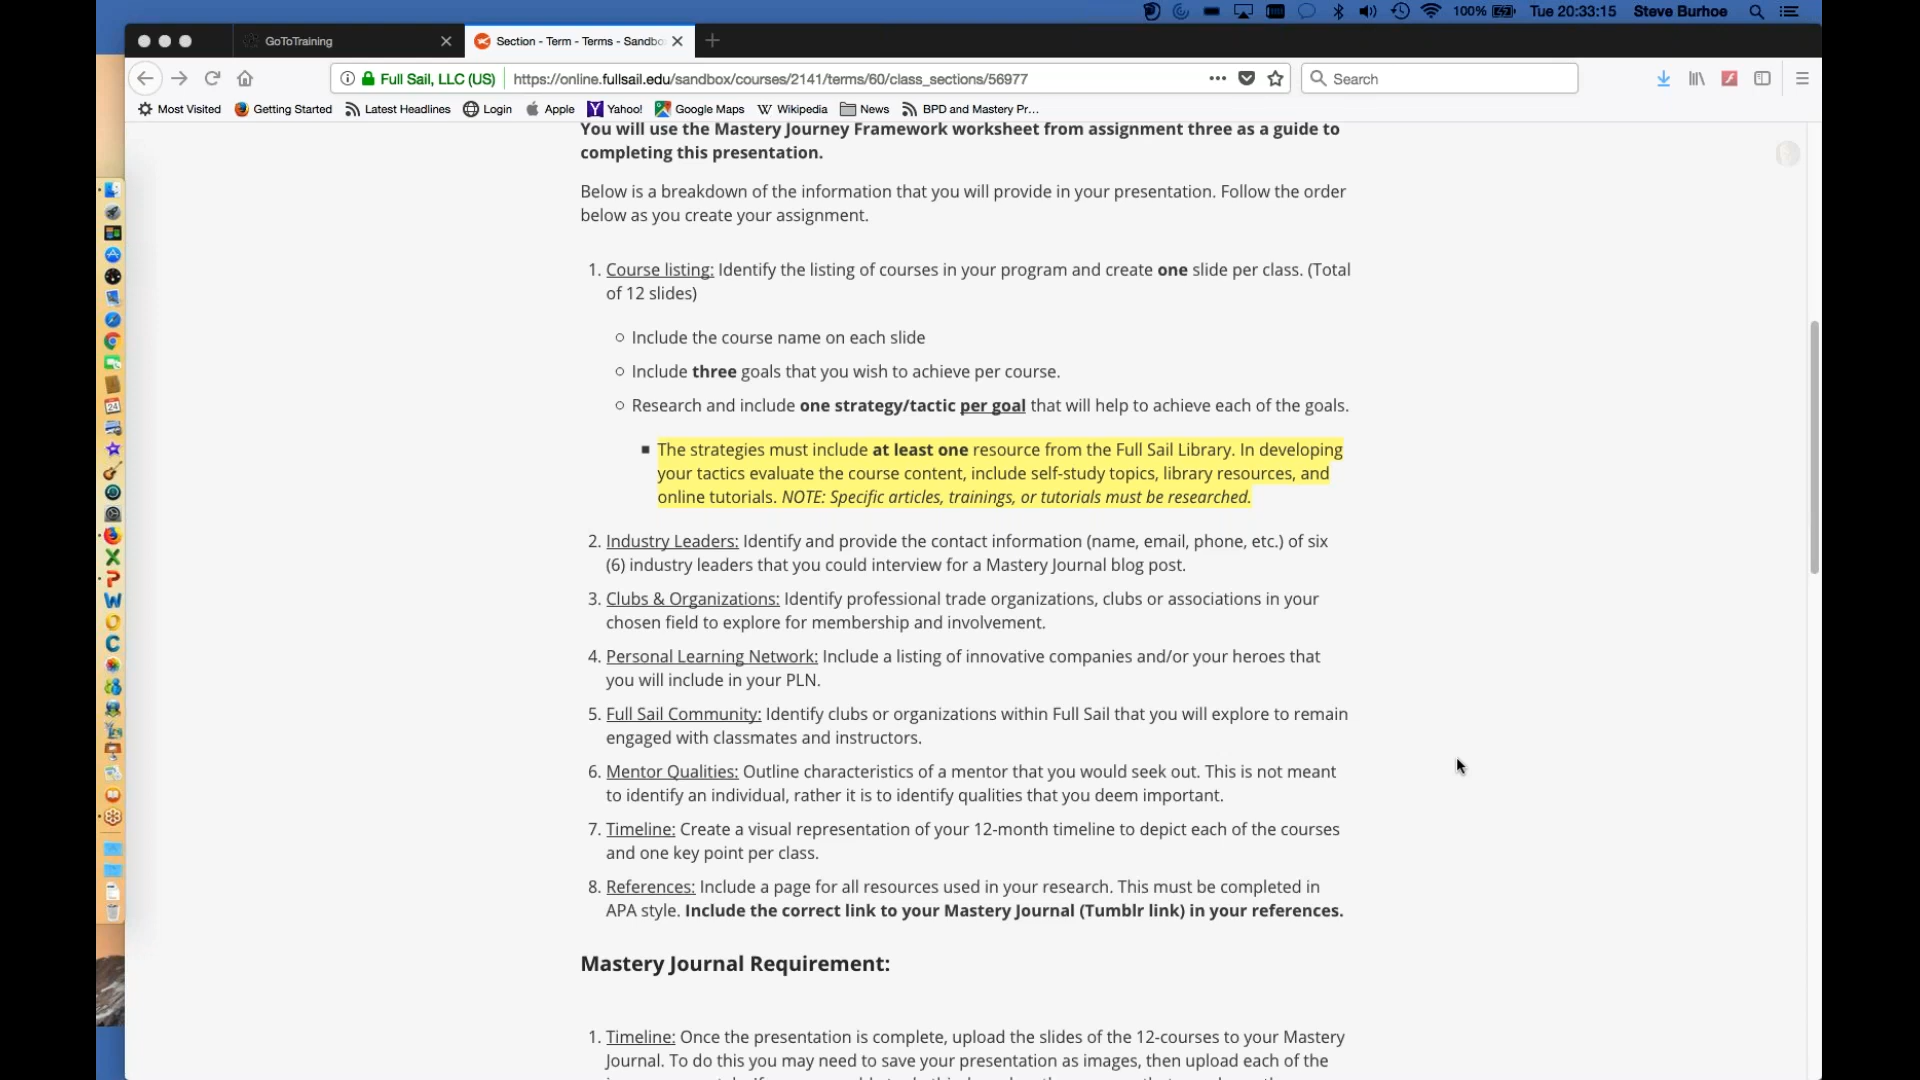 100% Tue 20:33:15 Steve Burhoe
GoToTraining
Section - Term - Terms - Sandbo
Full Sail, LLC (US) https://online.fullsail.edu/sandbox/courses/2141/terms/60/class_sections/56977 Search
Most Visited Getting Started Latest Headlines Login Apple Yahoo! Google Maps Wikipedia News BPD and Mastery Pr...
You will use the Mastery Journey Framework worksheet from assignment three as a guide to
completing this presentation.
Below is a breakdown of the information that you will provide in your presentation. Follow the order
below as you create your assignment.
1. Course listing: Identify the listing of courses in your program and create one slide per class. (Total
of 12 slides)
Include the course name on each slide
Include three goals that you wish to achieve per course.
Research and include one strategy/tactic per goal that will help to achieve each of the goals.
The strategies must include at least one resource from the Full Sail Library. In developing
your tactics evaluate the course content, include self-study topics, library resources, and
online tutorials. NOTE: Specific articles, trainings, or tutorials must be researched.
2. Industry Leaders: Identify and provide the contact information (name, email, phone, etc.) of six
(6) industry leaders that you could interview for a Mastery Journal blog post.
3. Clubs & Organizations: Identify professional trade organizations, clubs or associations in your
chosen field to explore for membership and involvement.
4. Personal Learning Network: Include a listing of innovative companies and/or your heroes that
you will include in your PLN.
5. Full Sail Community: Identify clubs or organizations within Full Sail that you will explore to remain
engaged with classmates and instructors.
6. Mentor Qualities: Outline characteristics of a mentor that you would seek out. This is not meant
to identify an individual, rather it is to identify qualities that you deem important.
7. Timeline: Create a visual representation of your 12-month timeline to depict each of the courses
and one key point per class.
8. References: Include a page for all resources used in your research. This must be completed in
APA style. Include the correct link to your Mastery Journal (Tumblr link) in your references.
Mastery Journal Requirement:
1. Timeline: Once the presentation is complete, upload the slides of the 12-courses to your Mastery
Journal. To do this you may need to save your presentation as images, then upload each of the